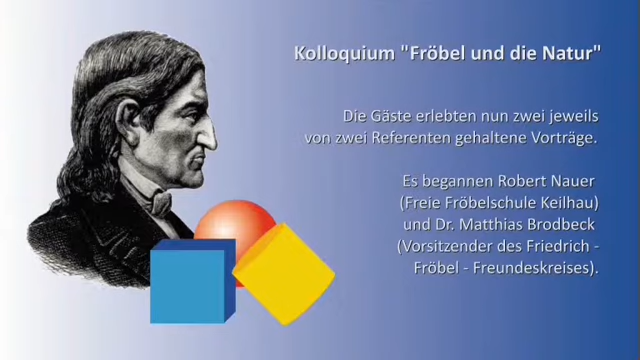 Kolloquium "Fröbel und die Natur"
Die Gäste erlebten nun zwei jeweils
von zwei Referenten gehaltene Vorträge.
Es begannen Robert Nauer
(Freie Fröbelschule Keilhau)
und Dr. Matthias Brodbeck
(Vorsitzender des Friedrich -
Fröbel - Freundeskreises).